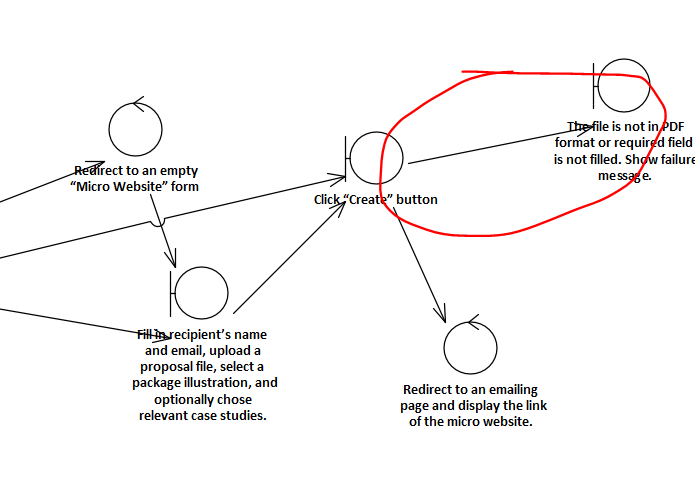 The file is not in PDF
format or required field
is not filled. Show failure
message.
Redirect to an empty
“Micro Website” form
Click “Create” button
Fill in recipient’s name
and email, upload a
proposal file, select a
package illustration, and
optionally chose
relevant case studies.
Redirect to an emailing
page and display the link
of the micro website.